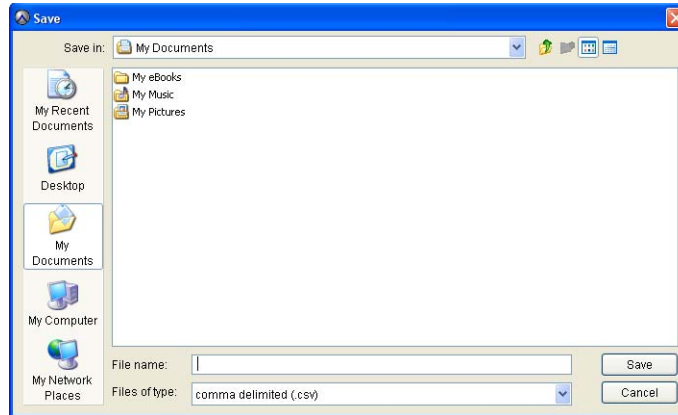 Save
Save in: My Documents
My eBooks
My Music
My Pictures
My Recent
Documents
Desktop
My
Documents
My Computer
My Network
Places
File name:
Save
Files of type: comma delimited (.csv)
Cancel